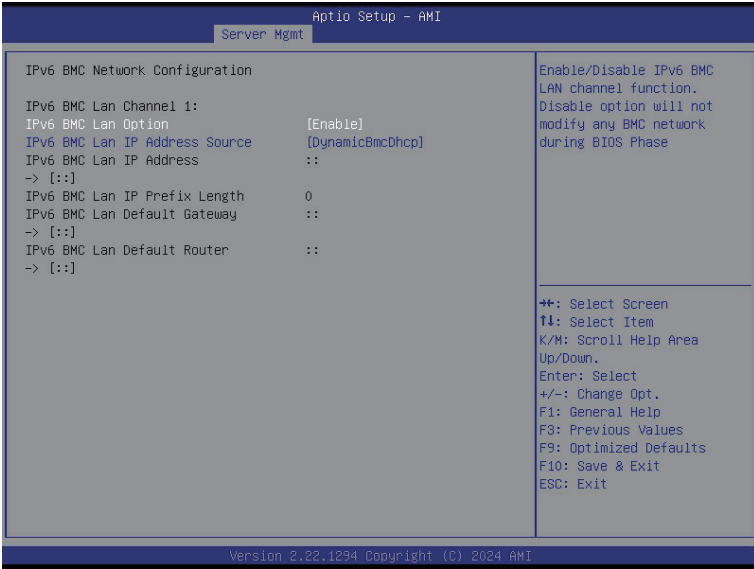 Aptio Setup – AMI
Server Mgmt
IPv6 BMC Network Configuration
IPv6 BMC Lan Channel 1:
IPv6 BMC Lan Option [Enable]
IPv6 BMC Lan IP Address Source [DynamicBmcDhcp]
IPv6 BMC Lan IP Address ::
-> [::]
IPv6 BMC Lan IP Prefix Length 0
IPv6 BMC Lan Default Gateway ::
-> [::]
IPv6 BMC Lan Default Router ::
-> [::]
Enable/Disable IPv6 BMC
LAN channel function.
Disable option will not
modify any BMC network
during BIOS Phase
→←: Select Screen
↑↓: Select Item
K/M: Scroll Help Area
Up/Down.
Enter: Select
+/-: Change Opt.
F1: General Help
F3: Previous Values
F9: Optimized Defaults
F10: Save & Exit
ESC: Exit
Version 2.22.1294 Copyright (C) 2024 AMI